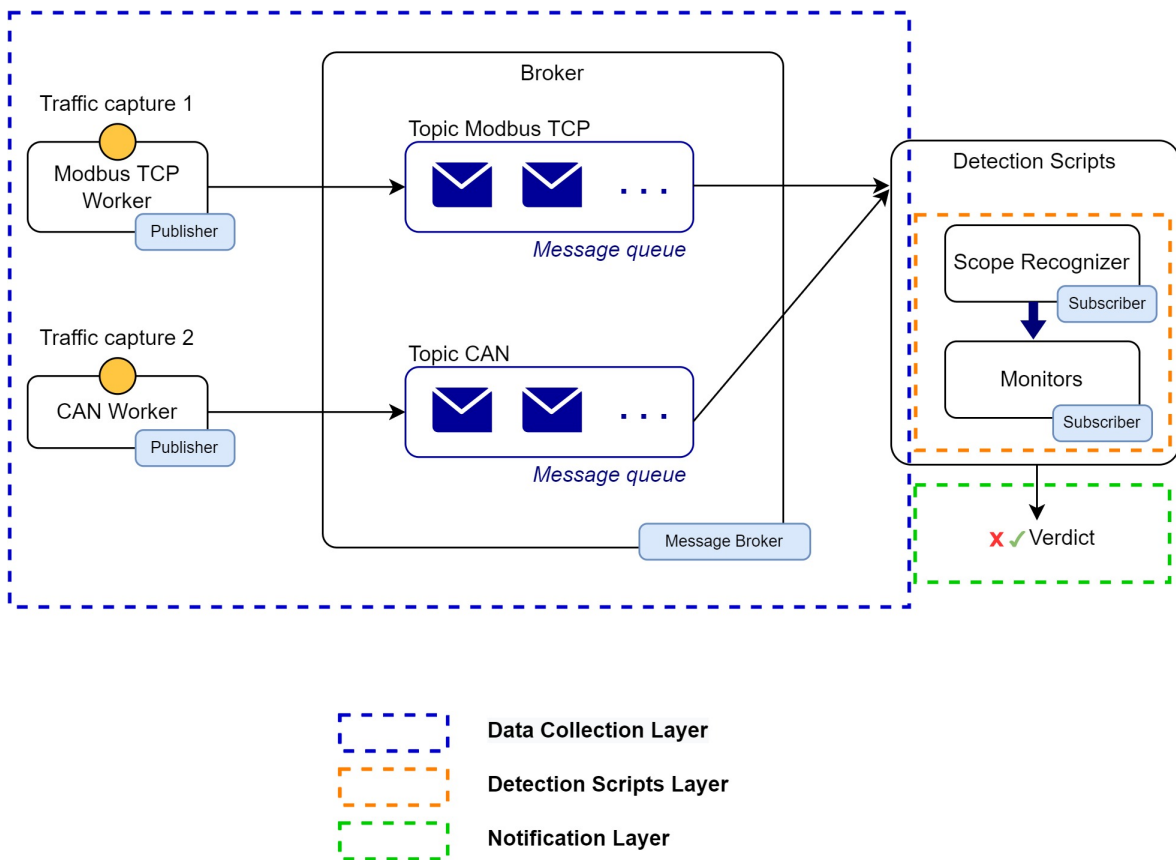 Broker
Traffic capture 1
Modbus TCP
Worker
Publisher
Topic Modbus TCP
. . .
Message queue
Traffic capture 2
CAN Worker
Publisher
Topic CAN
. . .
Message queue
Message Broker
Detection Scripts
Scope Recognizer
Subscriber
Monitors
Subscriber
x ✓ Verdict
Data Collection Layer
Detection Scripts Layer
Notification Layer